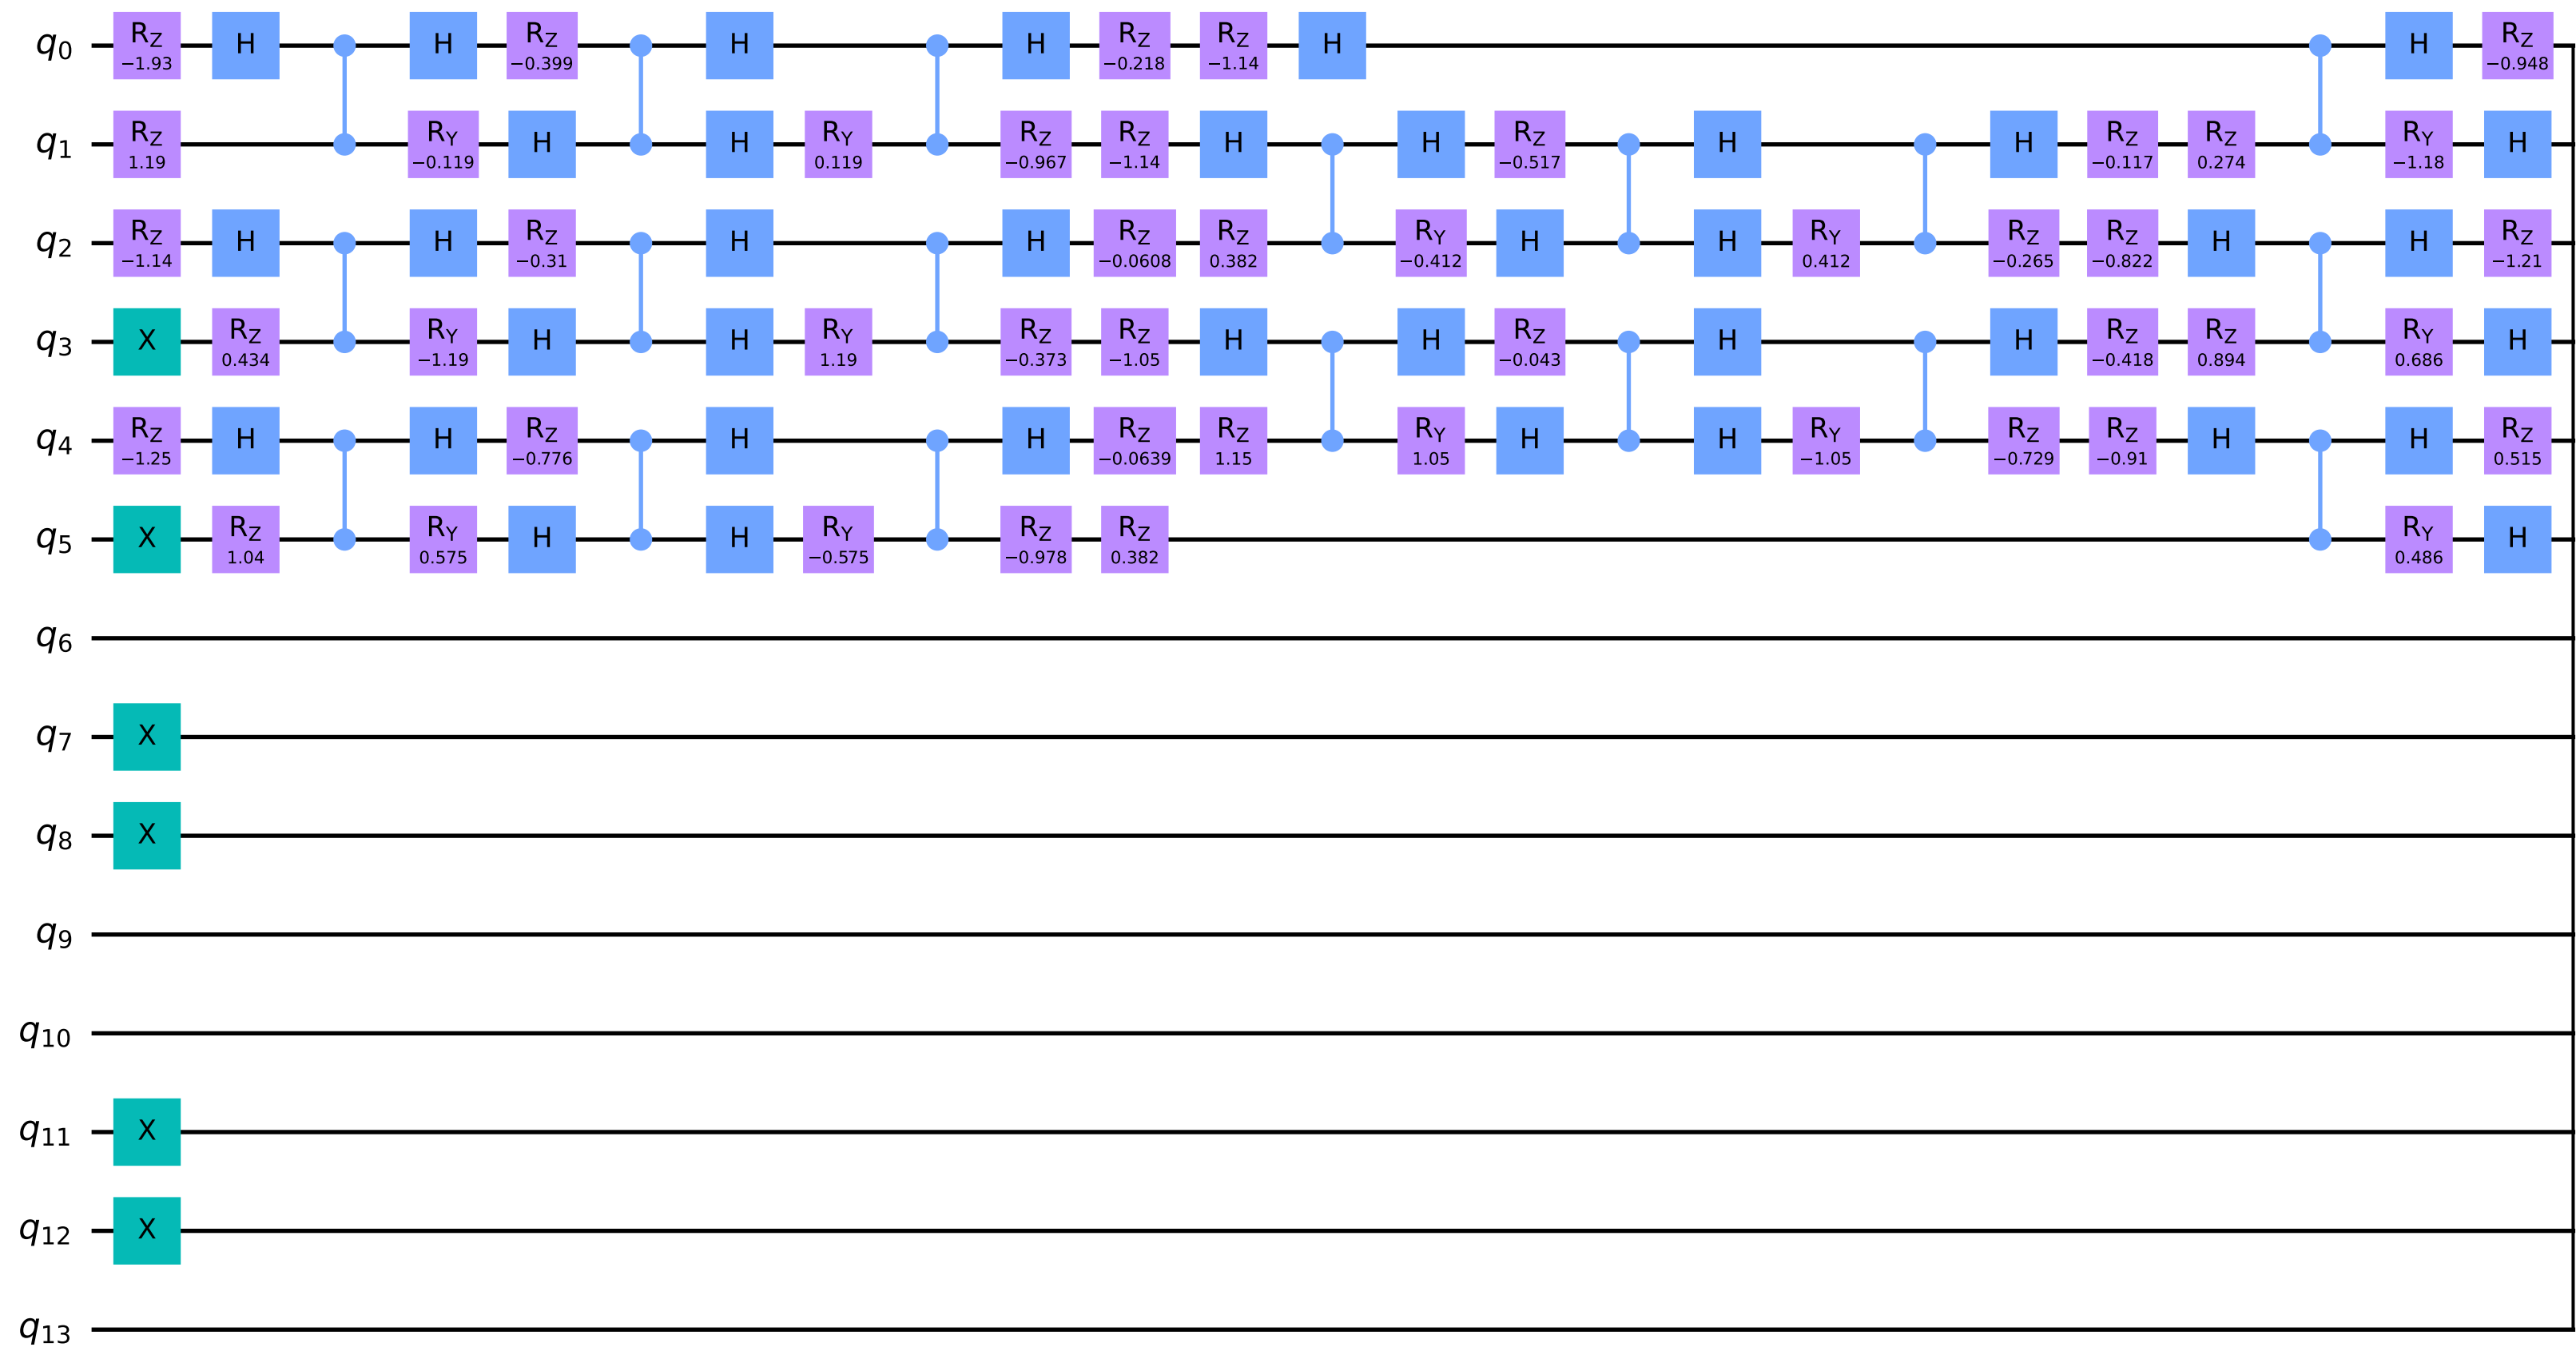 q0 RZ −1.93 H H RZ −0.399 H H RZ −0.218 RZ −1.14 H H RZ −0.948
q1 RZ 1.19 RY −0.119 H H RY 0.119 RZ −0.967 RZ −1.14 H H RZ −0.517 H H RZ −0.117 RZ 0.274 RY −1.18 H
q2 RZ −1.14 H H RZ −0.31 H H RZ −0.0608 RZ 0.382 RY −0.412 H H RY 0.412 RZ −0.265 RZ −0.822 H H RZ −1.21
q3 X RZ 0.434 RY −1.19 H H RY 1.19 RZ −0.373 RZ −1.05 H H RZ −0.043 H H RZ −0.418 RZ 0.894 RY 0.686 H
q4 RZ −1.25 H H RZ −0.776 H H RZ −0.0639 RZ 1.15 RY 1.05 H H RY −1.05 RZ −0.729 RZ −0.91 H H RZ 0.515
q5 X RZ 1.04 RY 0.575 H H RY −0.575 RZ −0.978 RZ 0.382 RY 0.486 H
q6
q7 X
q8 X
q9
q10
q11 X
q12 X
q13